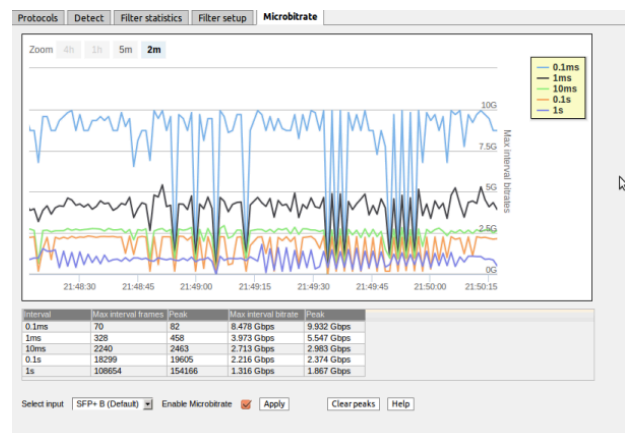 Protocols Detect Filter statistics Filter setup Microbitrate
Zoom 4h 1h 5m 2m
0.1ms
1ms
10ms
0.1s
1s
10G
7.5G
5G
2.5G
0G
Max interval bitrates
21:48:30 21:48:45 21:49:00 21:49:15 21:49:30 21:49:45 21:50:00 21:50:15
Interval Max interval frames Peak Max interval bitrate Peak
0.1ms 70 82 8.478 Gbps 9.932 Gbps
1ms 328 458 3.973 Gbps 5.547 Gbps
10ms 2240 2463 2.713 Gbps 2.983 Gbps
0.1s 18299 19605 2.216 Gbps 2.374 Gbps
1s 108654 154166 1.316 Gbps 1.867 Gbps
Select input SFP+ B (Default) Enable Microbitrate Apply Clear peaks Help